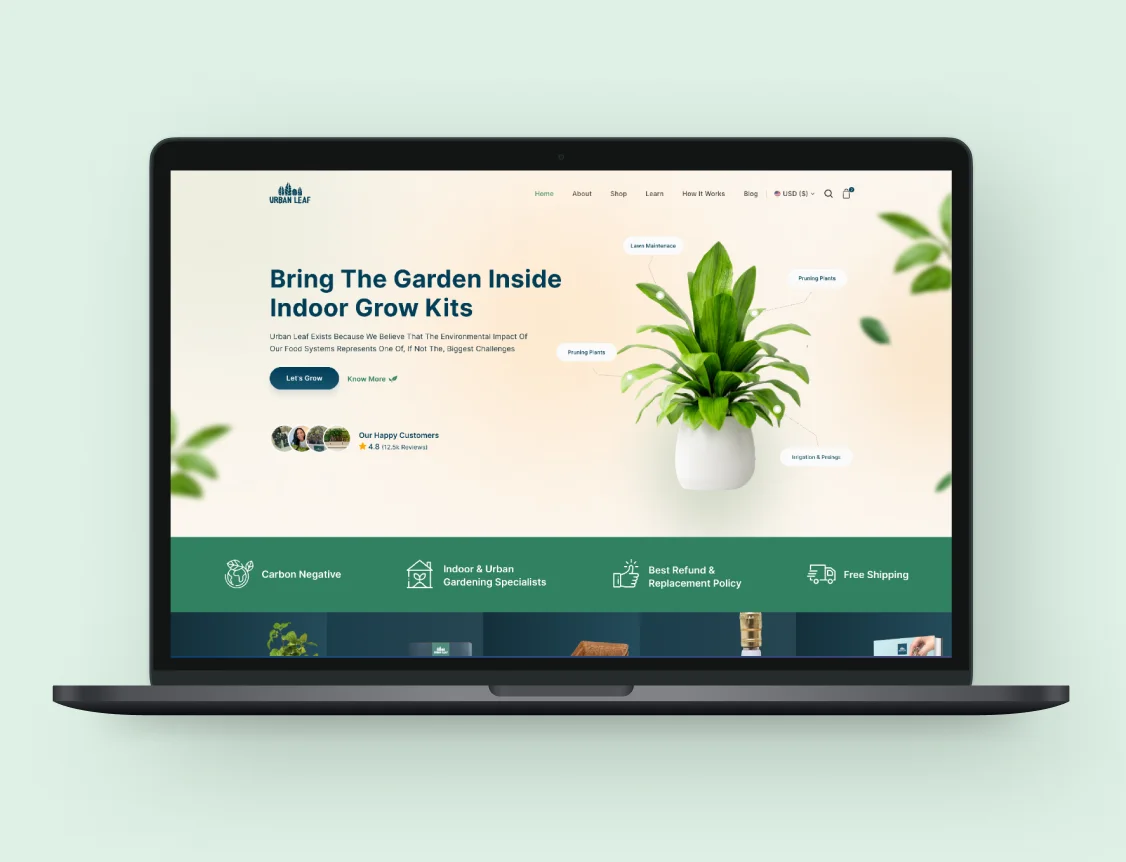 URBAN LEAF
Home About Shop Learn How It Works Blog USD ($)
Bring The Garden Inside
Indoor Grow Kits
Urban Leaf Exists Because We Believe That The Environmental Impact Of
Our Food Systems Represents One Of, If Not The, Biggest Challenges
Let's Grow
Know More
Our Happy Customers
4.8 (12.5k Reviews)
Lawn Maintenace
Pruning Plants
Pruning Plants
Irrigation &
Carbon Negative
Indoor & Urban
Gardening Specialists
Best Refund &
Replacement Policy
Free Shipping